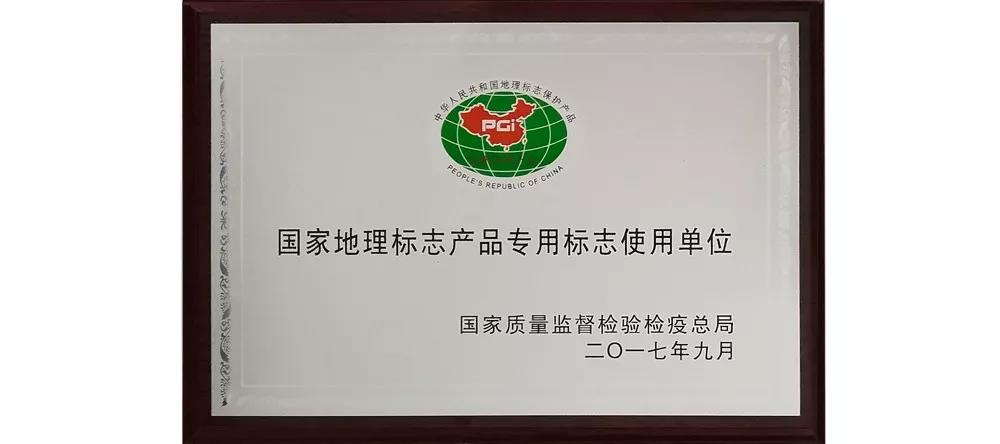 中华人民共和国地理标志保护产品
PGi
PEOPLE'S REPUBLIC OF CHINA
国家地理标志产品专用标志使用单位
国家质量监督检验检疫总局
二〇一七年九月